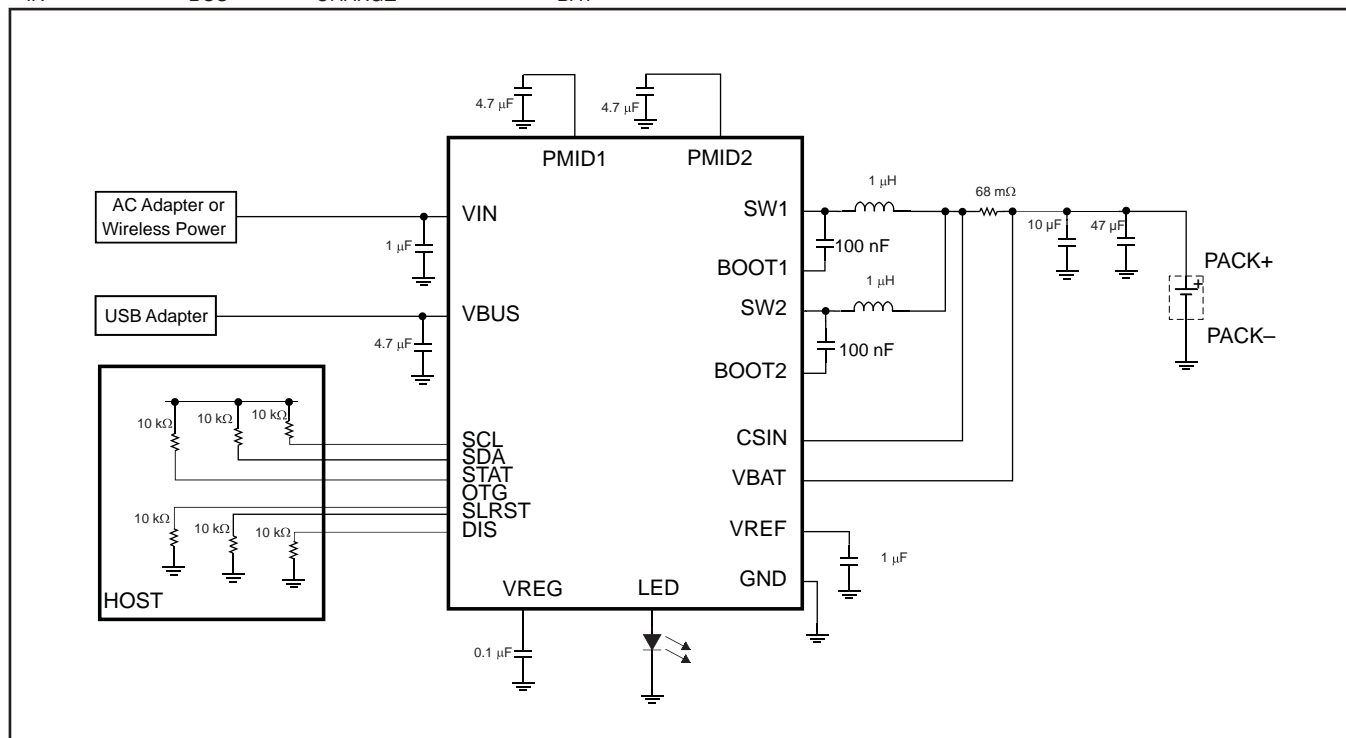 4.7 μF
4.7 μF
PMID1
PMID2
AC Adapter or
Wireless Power
VIN
1 μF
USB Adapter
VBUS
4.7 μF
SW1
1 μH
68 mΩ
100 nF
BOOT1
1 μH
SW2
100 nF
BOOT2
10 μF
47 μF
PACK+
+
PACK–
CSIN
VBAT
VREF
1 μF
GND
10 kΩ
10 kΩ
10 kΩ
SCL
SDA
STAT
OTG
SLRST
DIS
10 kΩ
10 kΩ
10 kΩ
HOST
VREG
LED
0.1 μF